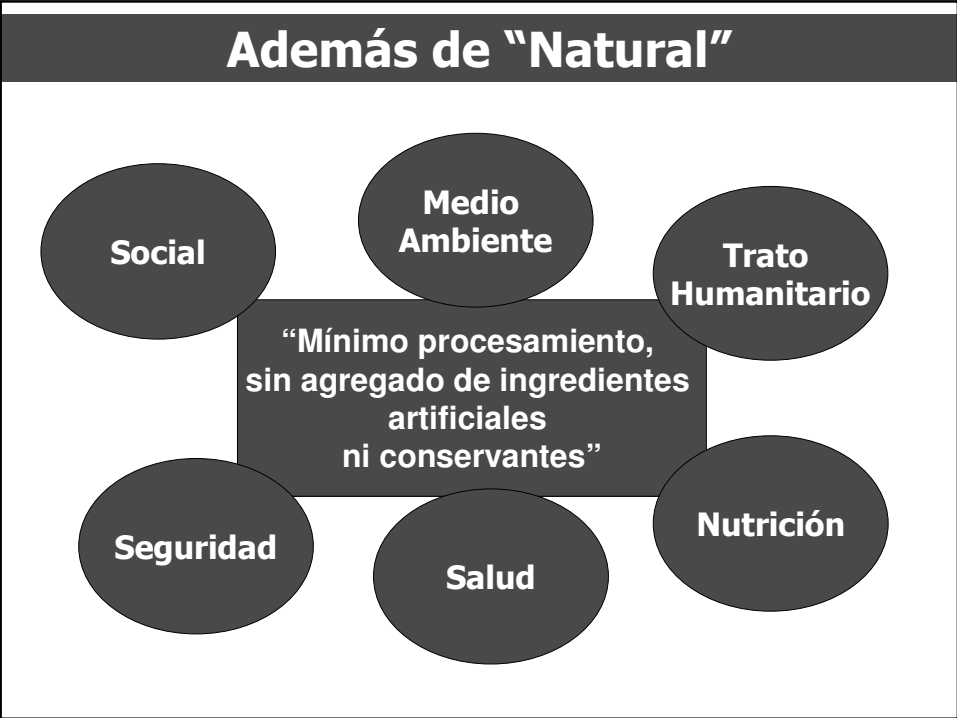 Además de “Natural”
Social
Medio
Ambiente
Trato
Humanitario
“Mínimo procesamiento,
sin agregado de ingredientes
artificiales
ni conservantes”
Seguridad
Salud
Nutrición